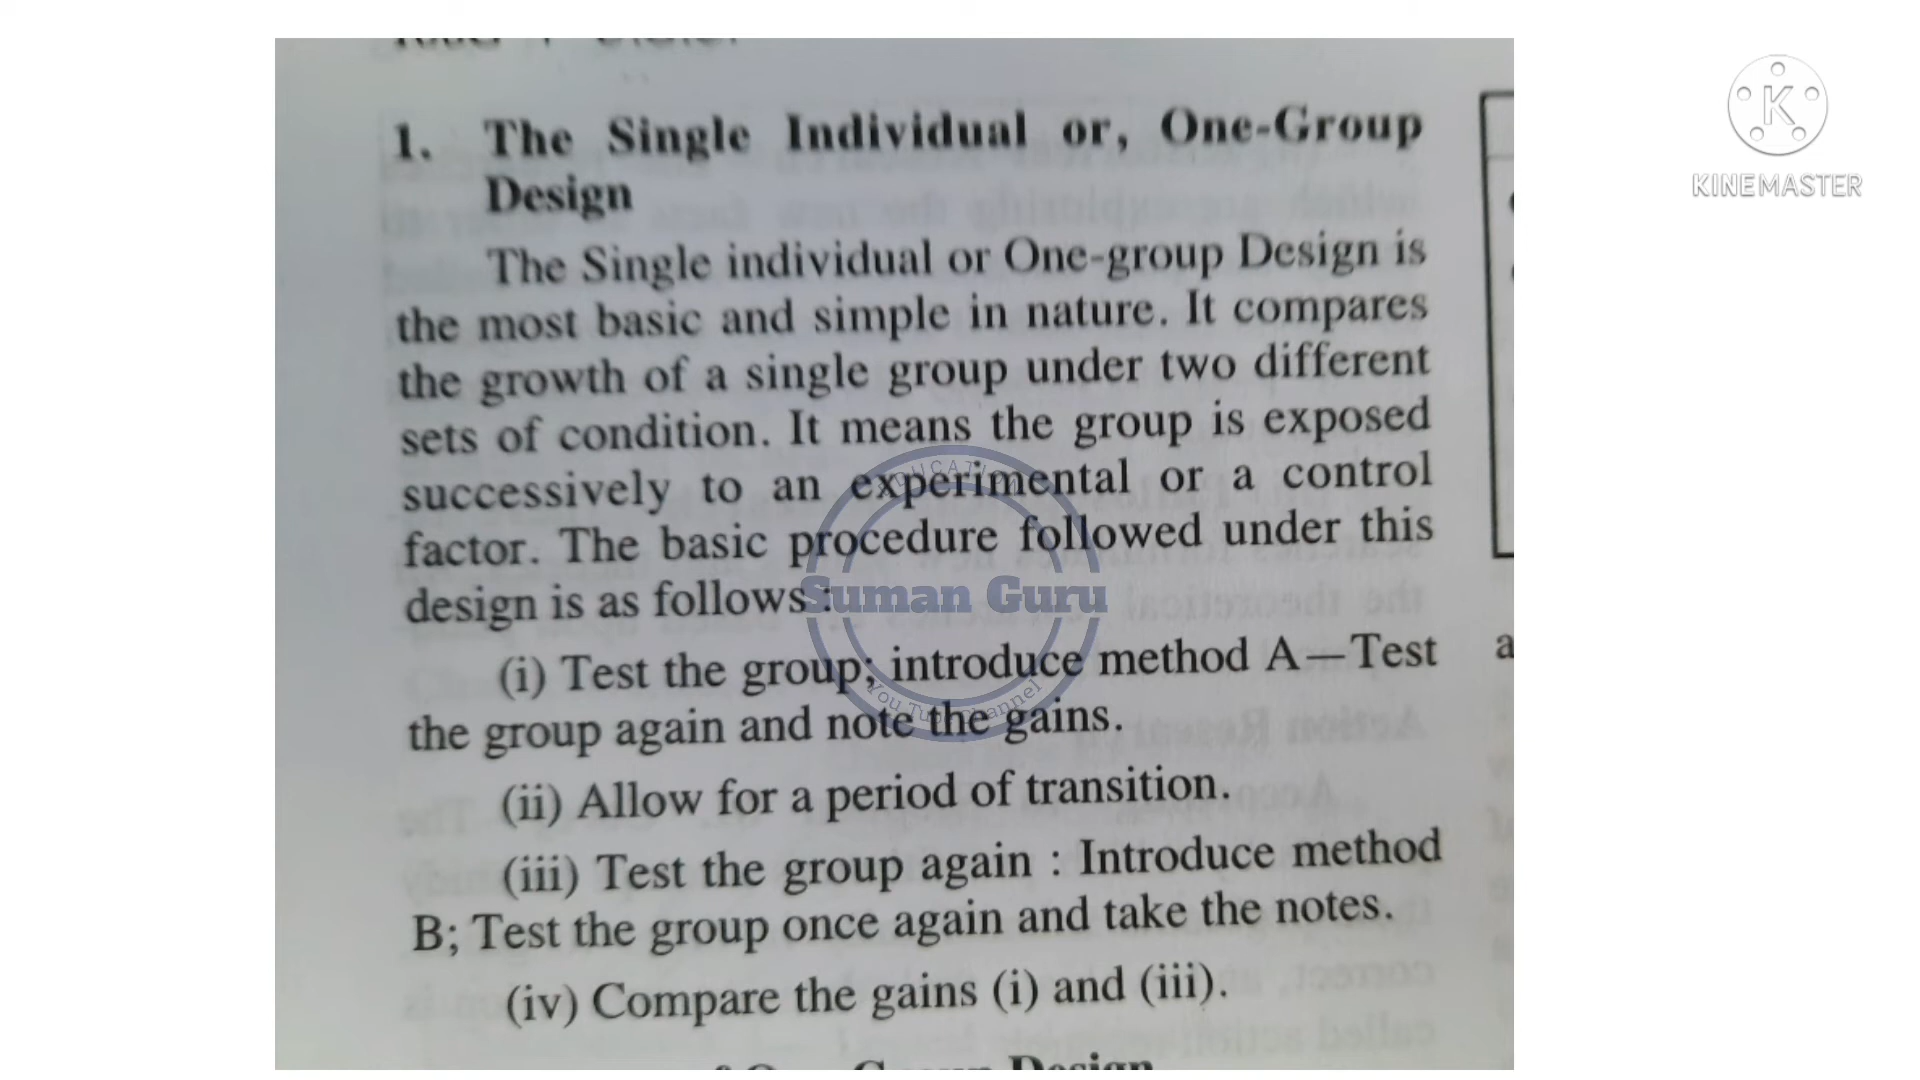 1. The Single Individual or, One-Group
Design
The Single individual or One-group Design is
the most basic and simple in nature. It compares
the growth of a single group under two different
sets of condition. It means the group is exposed
successively to an experimental or a control
factor. The basic procedure followed under this
design is as follows :
(i) Test the group; introduce method A—Test
the group again and note the gains.
(ii) Allow for a period of transition.
(iii) Test the group again : Introduce method
B; Test the group once again and take the notes.
(iv) Compare the gains (i) and (iii).
Design
EDUCATION
Suman Guru
You Tube Channel
K
KINEMASTER